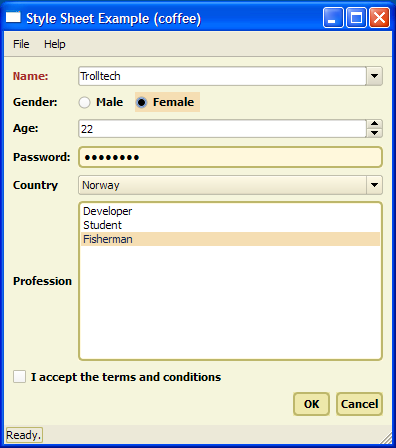 Style Sheet Example (coffee)
File Help
Name: Trolltech
Gender: Male Female
Age: 22
Password: ●●●●●●●●
Country Norway
Developer
Student
Fisherman
Profession
I accept the terms and conditions
OK Cancel
Ready.